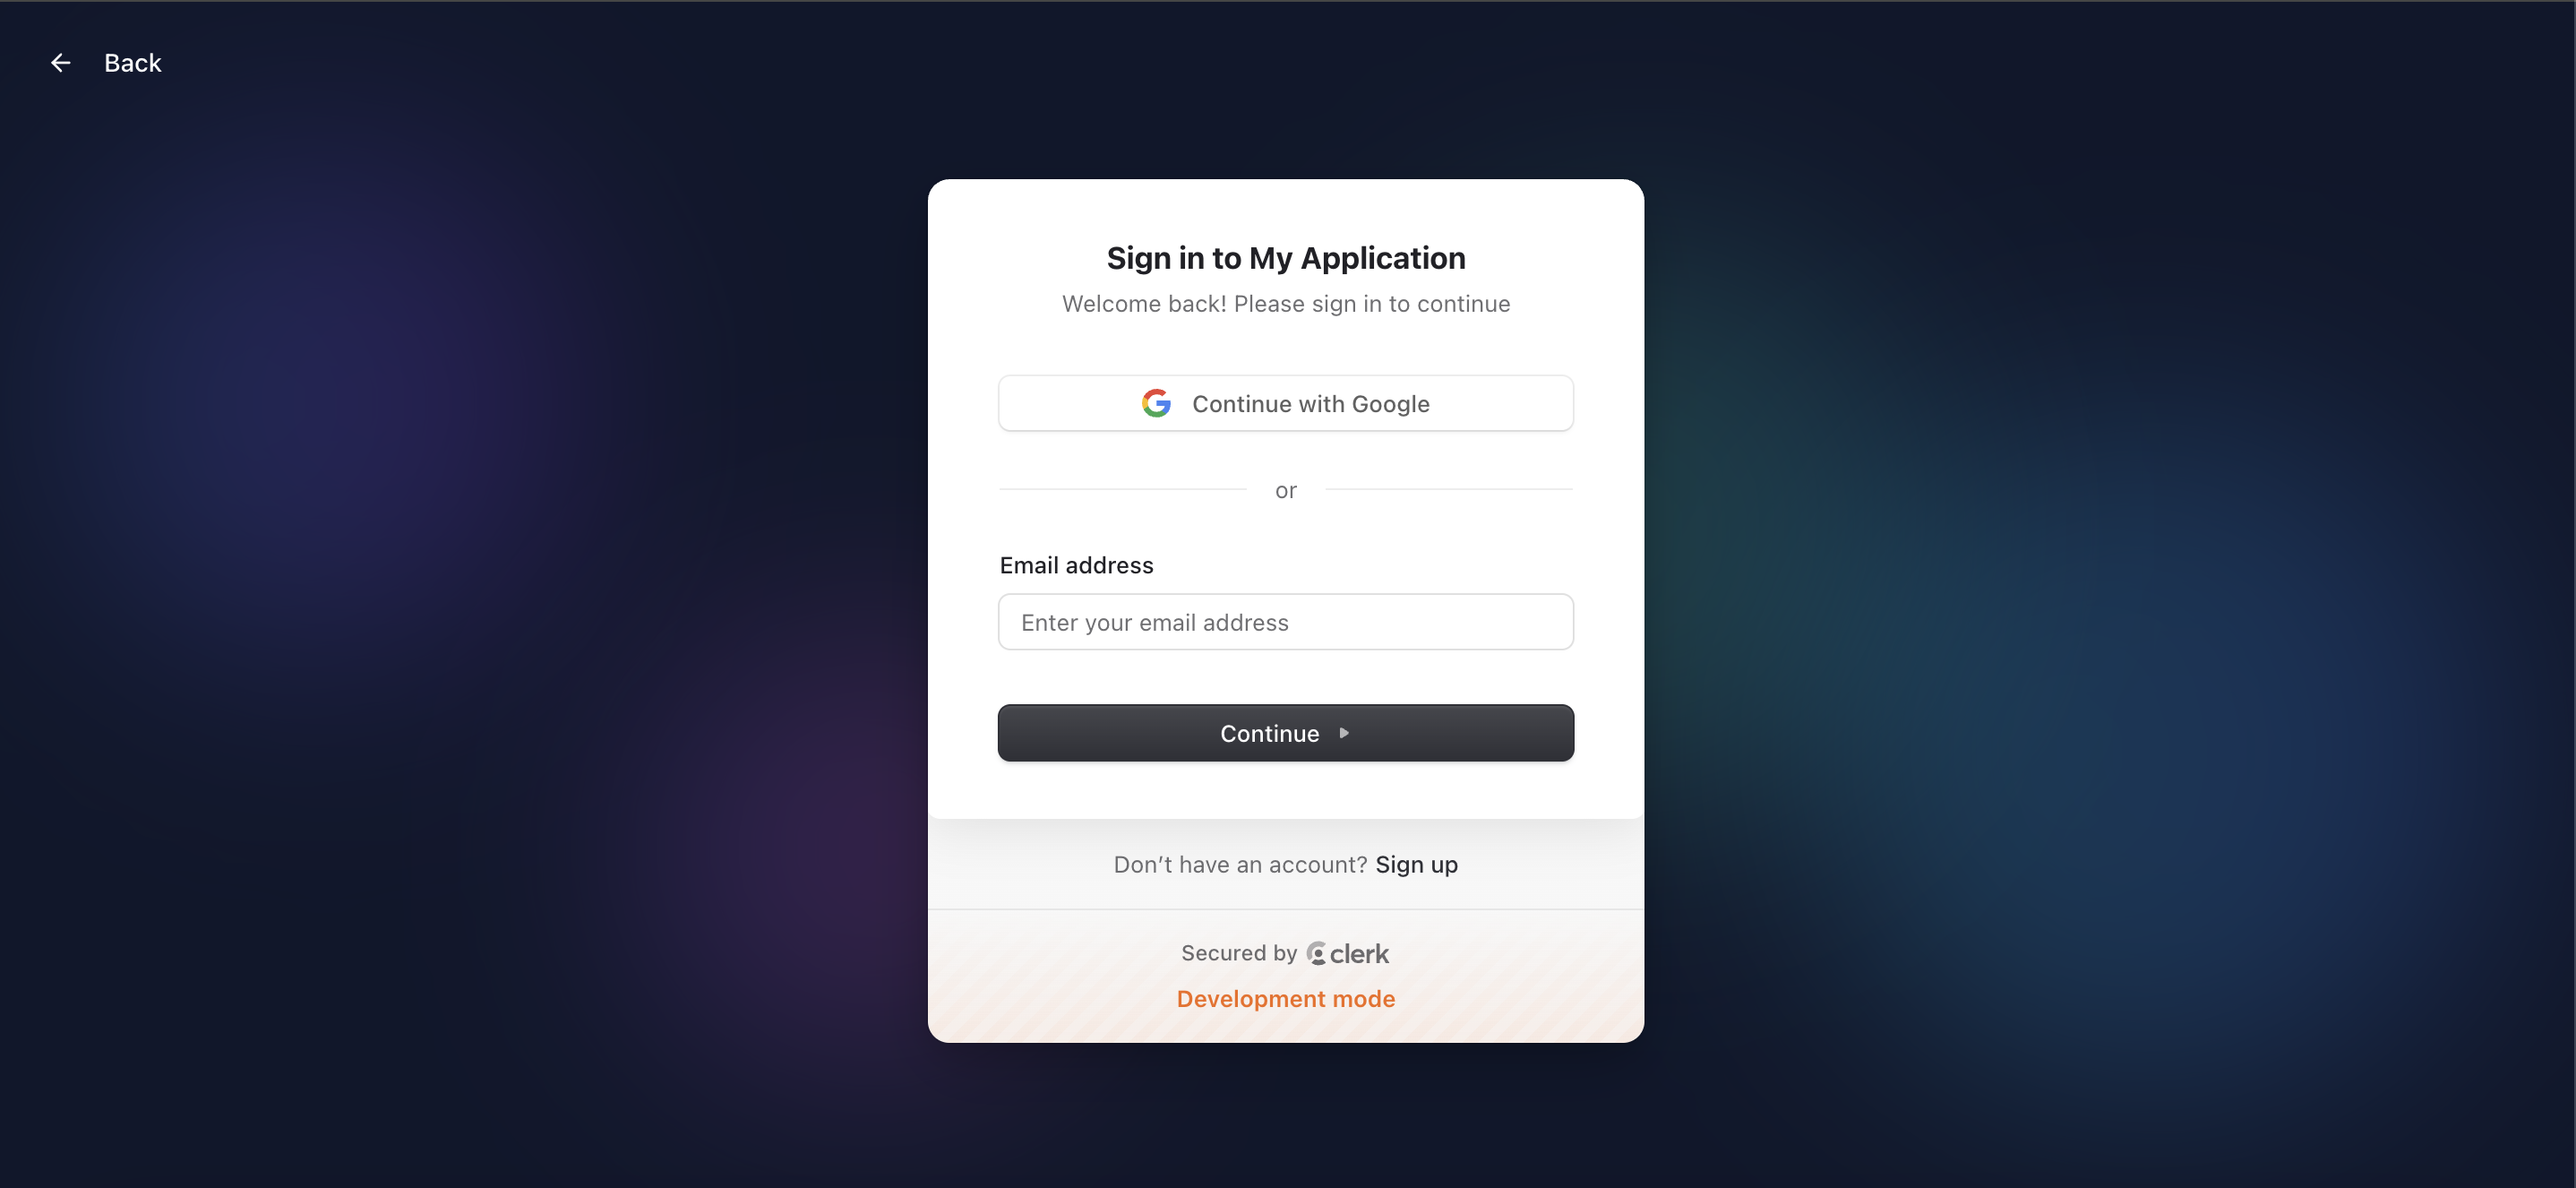 Back
Sign in to My Application
Welcome back! Please sign in to continue
Continue with Google
or
Email address
Enter your email address
Continue
Don’t have an account? Sign up
Secured by clerk
Development mode